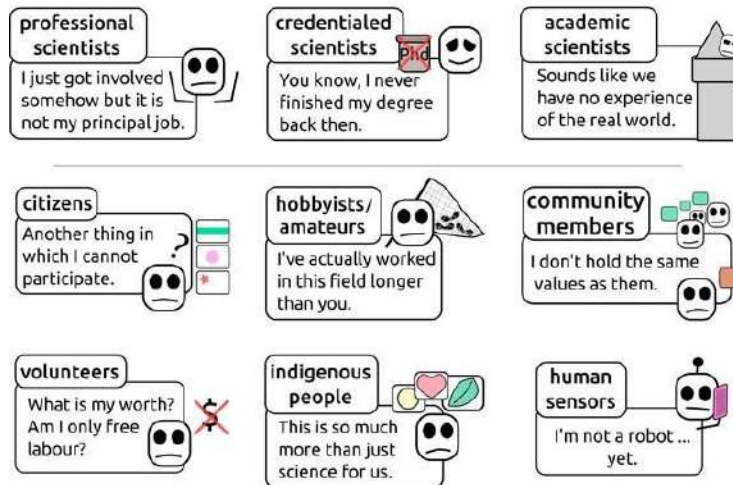 professional
scientists
I just got involved
somehow but it is
not my principal job.
credentialed
scientists
PhD
You know, I never
finished my degree
back then.
academic
scientists
Sounds like we
have no experience
of the real world.
citizens
Another thing in
which I cannot
participate.
?
hobbyists/
amateurs
I've actually worked
in this field longer
than you.
community
members
I don't hold the same
values as them.
volunteers
What is my worth?
Am I only free
labour?
$
indigenous
people
This is so much
more than just
science for us.
human
sensors
I'm not a robot ...
yet.